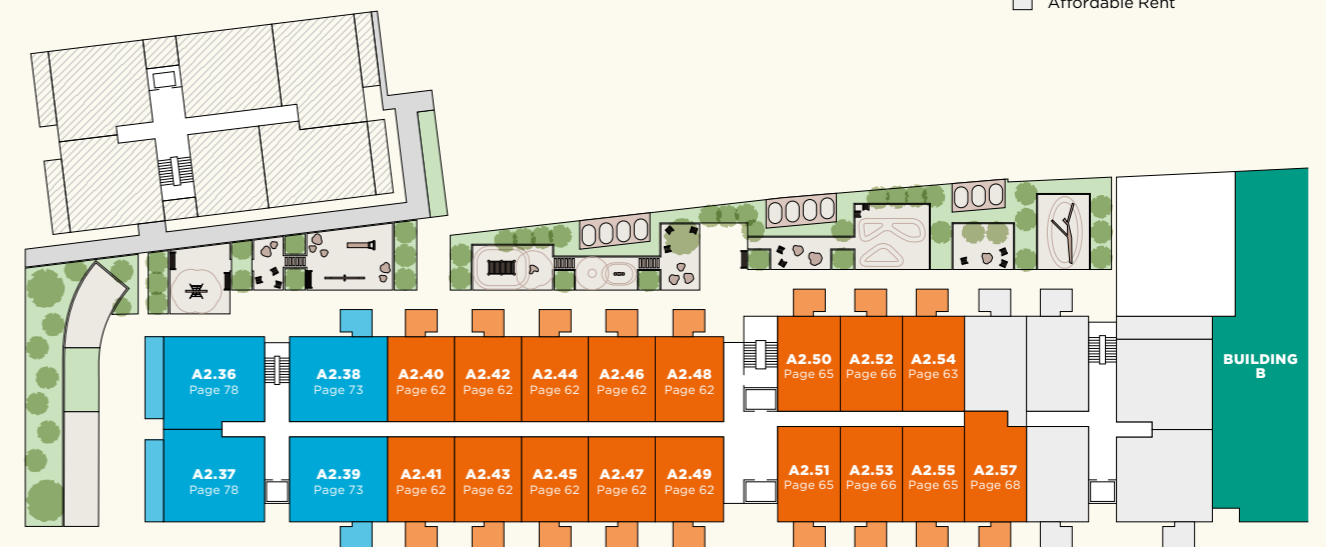 Affordable Rent
A2.36
Page 78
A2.38
Page 73
A2.40
Page 62
A2.42
Page 62
A2.44
Page 62
A2.46
Page 62
A2.48
Page 62
A2.50
Page 65
A2.52
Page 66
A2.54
Page 63
BUILDING
B
A2.37
Page 78
A2.39
Page 73
A2.41
Page 62
A2.43
Page 62
A2.45
Page 62
A2.47
Page 62
A2.49
Page 62
A2.51
Page 65
A2.53
Page 66
A2.55
Page 65
A2.57
Page 68